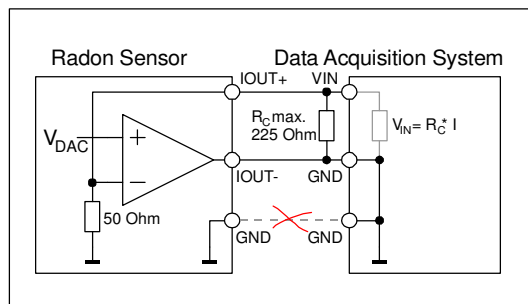 Radon Sensor
Data Acquisition System
IOUT+
VIN
VDAC
+
−
RC max.
225 Ohm
VIN= RC* I
IOUT-
GND
50 Ohm
GND
GND